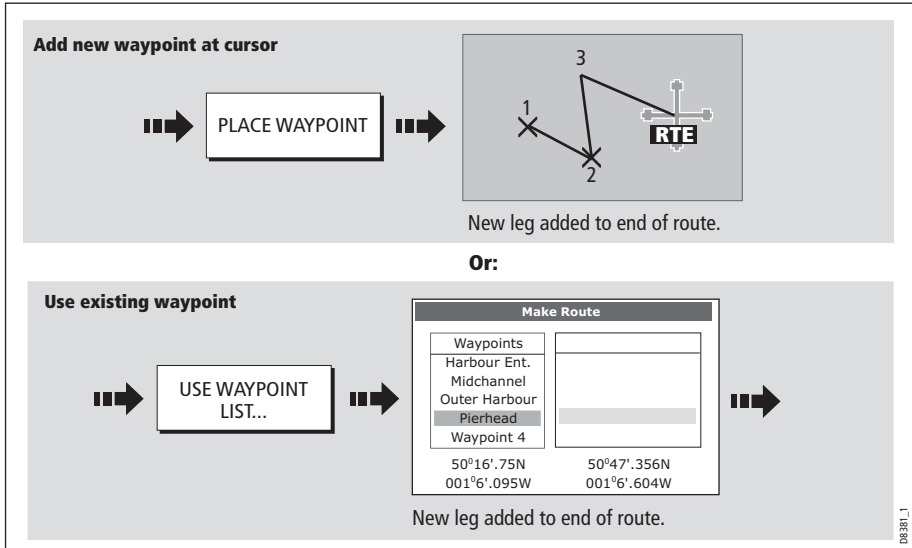 Add new waypoint at cursor
PLACE WAYPOINT
1
2
3
RTE
New leg added to end of route.
Or:
Use existing waypoint
USE WAYPOINT
LIST...
Make Route
Waypoints
Harbour Ent.
Midchannel
Outer Harbour
Pierhead
Waypoint 4
50⁰16'.75N
001⁰6'.095W
50⁰47'.356N
001⁰6'.604W
New leg added to end of route.
D8381_1